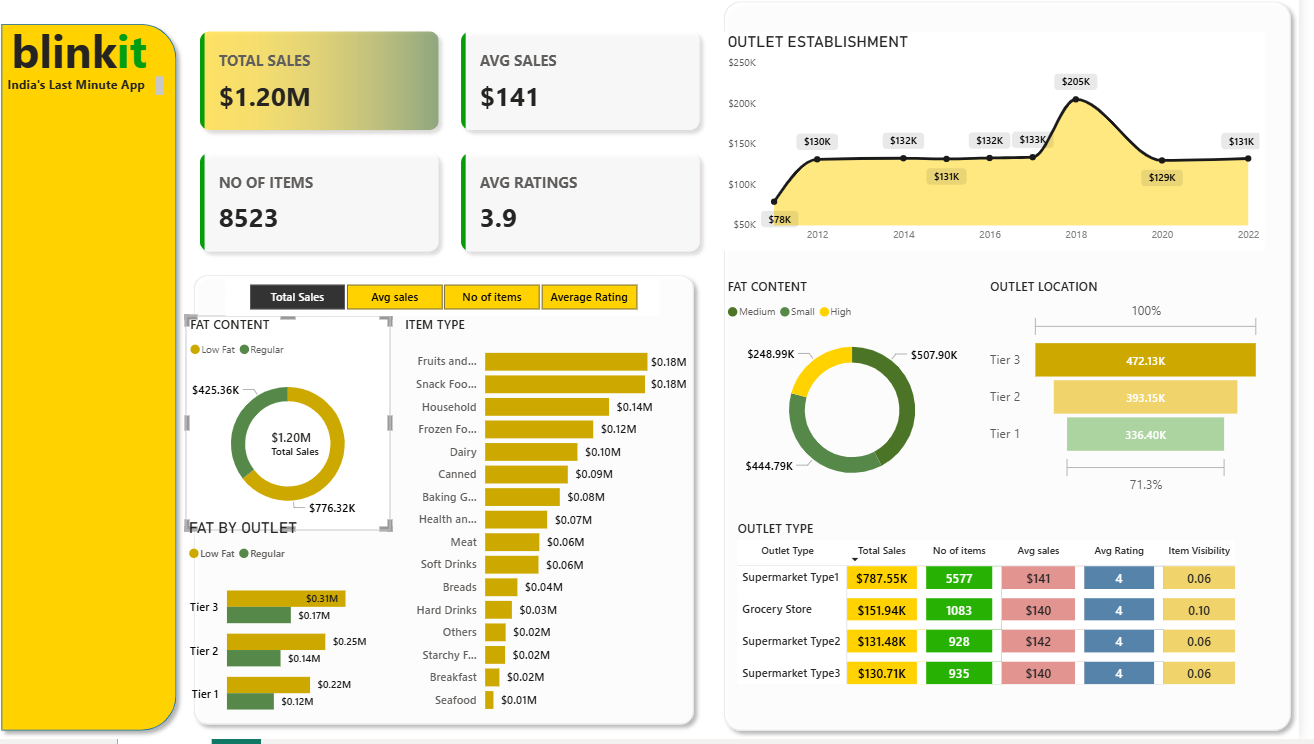 blinkit
India's Last Minute App
TOTAL SALES
$1.20M
AVG SALES
$141
NO OF ITEMS
8523
AVG RATINGS
3.9
Total Sales
Avg sales
No of items
Average Rating
FAT CONTENT
Low Fat
Regular
$425.36K
$1.20M
Total Sales
$776.32K
FAT BY OUTLET
Low Fat
Regular
Tier 3
$0.31M
$0.17M
Tier 2
$0.25M
$0.14M
Tier 1
$0.22M
$0.12M
ITEM TYPE
Fruits and... $0.18M
Snack Foo... $0.18M
Household $0.14M
Frozen Fo... $0.12M
Dairy $0.10M
Canned $0.09M
Baking G... $0.08M
Health an... $0.07M
Meat $0.06M
Soft Drinks $0.06M
Breads $0.04M
Hard Drinks $0.03M
Others $0.02M
Starchy F... $0.02M
Breakfast $0.02M
Seafood $0.01M
OUTLET ESTABLISHMENT
$250K
$200K
$150K
$100K
$50K
$78K
$130K
$132K
$131K
$132K
$133K
$205K
$129K
$131K
2012 2014 2016 2018 2020 2022
FAT CONTENT
Medium
Small
High
$248.99K
$507.90K
$444.79K
OUTLET LOCATION
100%
Tier 3 472.13K
Tier 2 393.15K
Tier 1 336.40K
71.3%
OUTLET TYPE
Outlet Type Total Sales No of items Avg sales Avg Rating Item Visibility
Supermarket Type1 $787.55K 5577 $141 4 0.06
Grocery Store $151.94K 1083 $140 4 0.10
Supermarket Type2 $131.48K 928 $142 4 0.06
Supermarket Type3 $130.71K 935 $140 4 0.06